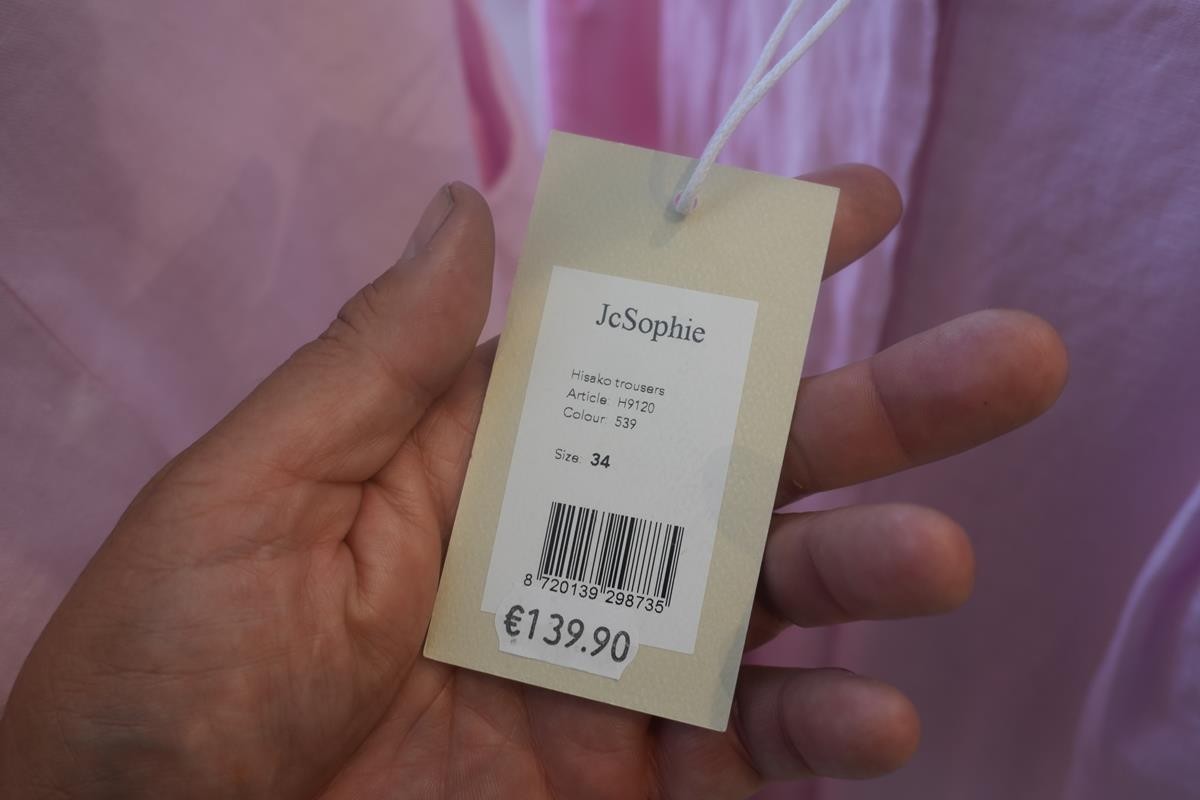 JcSophie
Hisako trousers
Article: H9120
Colour: 539
Size: 34
8 720139 298735
€139.90